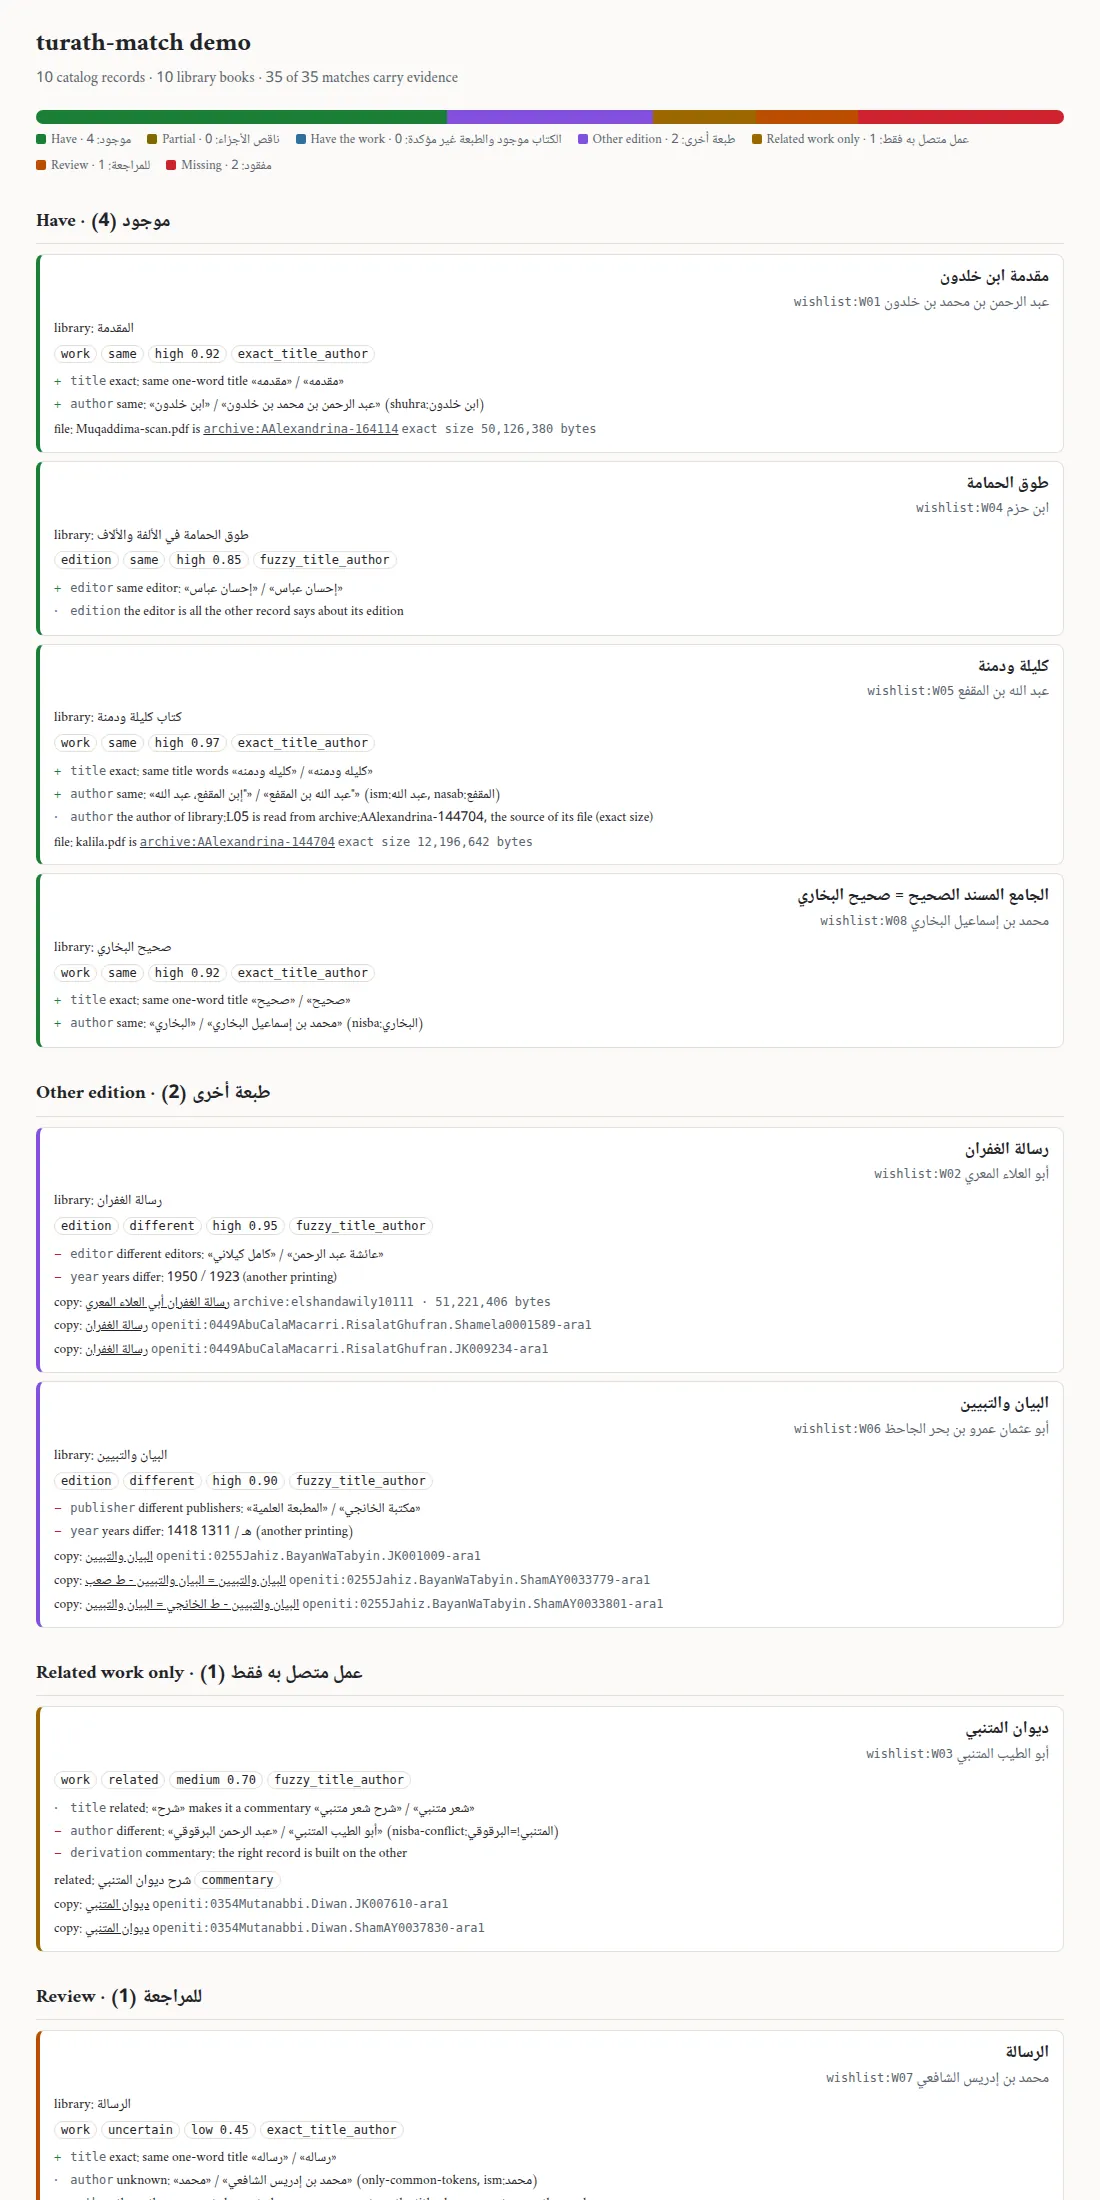 turath-match demo
10 catalog records · 10 library books · 35 of 35 matches carry evidence
Have · موجود: 4 Partial · ناقص الأجزاء: 0 Have the work · الكتاب موجود والطبعة غير مؤكدة: 0 Other edition · طبعة أخرى: 2 Related work only · عمل متصل به فقط: 1
Review · للمراجعة: 1 Missing · مفقود: 2
Have · موجود (4)
مقدمة ابن خلدون
عبد الرحمن بن محمد بن خلدون wishlist:W01
library: المقدمة
work same high 0.92 exact_title_author
+ title exact: same one-word title «مقدمه» / «مقدمه»
+ author same: «ابن خلدون» / «عبد الرحمن بن محمد بن خلدون» (shuhra:ابن خلدون)
file: Muqaddima-scan.pdf is archive:AAlexandrina-164114 exact size 50,126,380 bytes
طوق الحمامة
ابن حزم wishlist:W04
library: طوق الحمامة في الألفة والألاف
edition same high 0.85 fuzzy_title_author
+ editor same editor: «إحسان عباس» / «إحسان عباس»
· edition the editor is all the other record says about its edition
كليلة ودمنة
عبد الله بن المقفع wishlist:W05
library: كتاب كليلة ودمنة
work same high 0.97 exact_title_author
+ title exact: same title words «كليله ودمنه» / «كليله ودمنه»
+ author same: «إبن المقفع، عبد الله"» / «عبد الله بن المقفع"» (ism:عبد الله, nasab:المقفع)
· author the author of library:L05 is read from archive:AAlexandrina-144704, the source of its file (exact size)
file: kalila.pdf is archive:AAlexandrina-144704 exact size 12,196,642 bytes
الجامع المسند الصحيح = صحيح البخاري
محمد بن إسماعيل البخاري wishlist:W08
library: صحيح البخاري
work same high 0.92 exact_title_author
+ title exact: same one-word title «صحيح» / «صحيح»
+ author same: «البخاري» / «محمد بن إسماعيل البخاري» (nisba:البخاري)
Other edition · طبعة أخرى (2)
رسالة الغفران
أبو العلاء المعري wishlist:W02
library: رسالة الغفران
edition different high 0.95 fuzzy_title_author
− editor different editors: «كامل كيلاني» / «عائشة عبد الرحمن»
− year years differ: 1950 / 1923 (another printing)
copy: رسالة الغفران أبي العلاء المعري archive:elshandawily10111 · 51,221,406 bytes
copy: رسالة الغفران openiti:0449AbuCalaMacarri.RisalatGhufran.Shamela0001589-ara1
copy: رسالة الغفران openiti:0449AbuCalaMacarri.RisalatGhufran.JK009234-ara1
البيان والتبيين
أبو عثمان عمرو بن بحر الجاحظ wishlist:W06
library: البيان والتبيين
edition different high 0.90 fuzzy_title_author
− publisher different publishers: «المطبعة العلمية» / «مكتبة الخانجي»
− year years differ: 1418 هـ / 1311 (another printing)
copy: البيان والتبيين openiti:0255Jahiz.BayanWaTabyin.JK001009-ara1
copy: البيان والتبيين = البيان والتبيين - ط صعب openiti:0255Jahiz.BayanWaTabyin.ShamAY0033779-ara1
copy: البيان والتبيين - ط الخانجي = البيان والتبيين openiti:0255Jahiz.BayanWaTabyin.ShamAY0033801-ara1
Related work only · عمل متصل به فقط (1)
ديوان المتنبي
أبو الطيب المتنبي wishlist:W03
work related medium 0.70 fuzzy_title_author
· title related: «شرح» makes it a commentary «شرح شعر متنبي» / «شعر متنبي»
− author different: «عبد الرحمن البرقوقي» / «أبو الطيب المتنبي» (nisba-conflict:المتنبي!=البرقوقي)
− derivation commentary: the right record is built on the other
related: شرح ديوان المتنبي commentary
copy: ديوان المتنبي openiti:0354Mutanabbi.Diwan.JK007610-ara1
copy: ديوان المتنبي openiti:0354Mutanabbi.Diwan.ShamAY0037830-ara1
Review · للمراجعة (1)
الرسالة
محمد بن إدريس الشافعي wishlist:W07
library: الرسالة
work uncertain low 0.45 exact_title_author
+ title exact: same one-word title «رساله» / «رساله»
· author unknown: «محمد» / «محمد بن إدريس الشافعي» (only-common-tokens, ism:محمد)